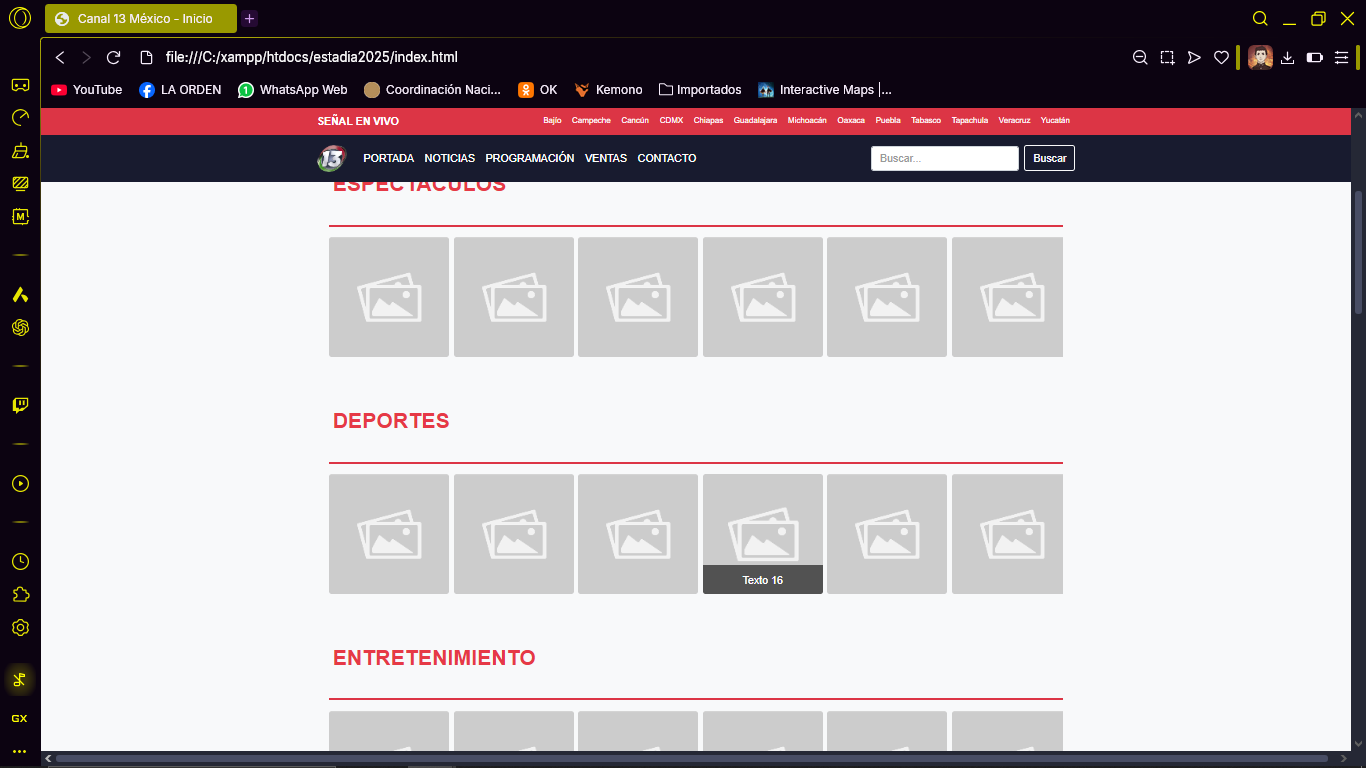 Canal 13 México - Inicio
file:///C:/xampp/htdocs/estadia2025/index.html
YouTube LA ORDEN WhatsApp Web Coordinación Naci... OK Kemono Importados Interactive Maps |...
SEÑAL EN VIVO Bajío Campeche Cancún CDMX Chiapas Guadalajara Michoacán Oaxaca Puebla Tabasco Tapachula Veracruz Yucatán
13 PORTADA NOTICIAS PROGRAMACIÓN VENTAS CONTACTO Buscar... Buscar
ESPECTÁCULOS
DEPORTES
Texto 16
ENTRETENIMIENTO
M
GX